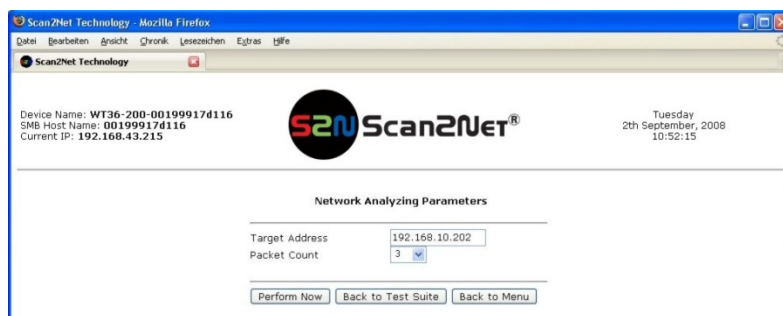 Scan2Net Technology - Mozilla Firefox
Datei Bearbeiten Ansicht Chronik Lesezeichen Extras Hilfe
Scan2Net Technology
Device Name: WT36-200-00199917d116
SMB Host Name: 00199917d116
Current IP: 192.168.43.215
S2N Scan2Net®
Tuesday
2th September, 2008
10:52:15
Network Analyzing Parameters
Target Address 192.168.10.202
Packet Count 3
Perform Now Back to Test Suite Back to Menu